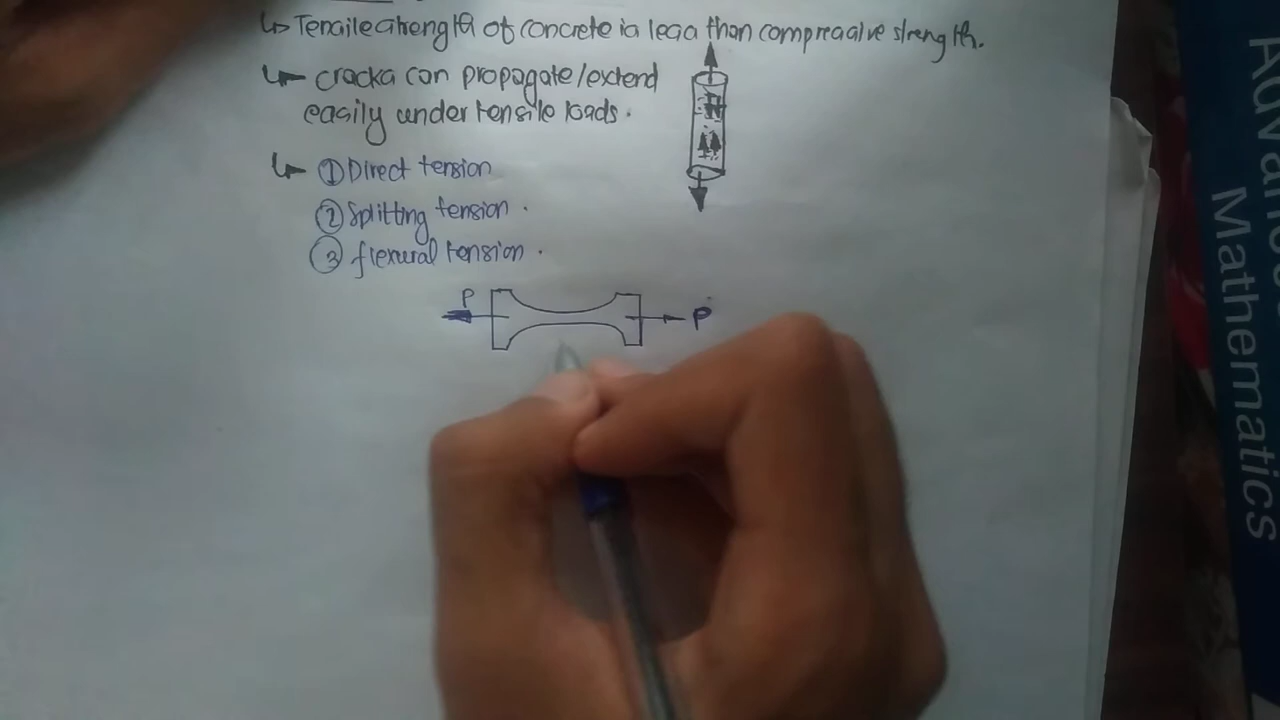 ↳ Tensile strength of concrete is less than compressive strength.
↳ cracks can propagate/extend
easily under tensile loads.
↳ ① Direct tension
② Splitting tension.
③ flexural tension.
P
P
Mathematics